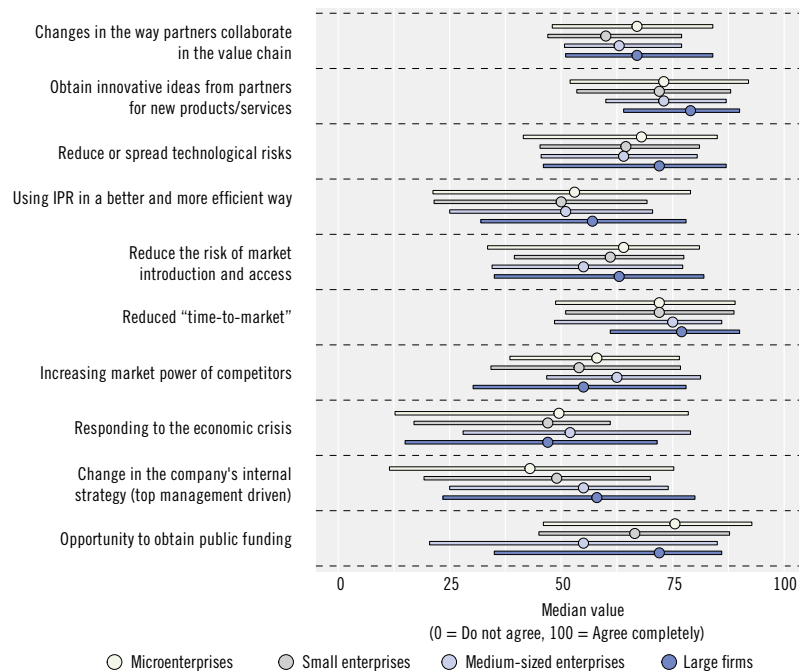 Changes in the way partners collaborate
in the value chain
Obtain innovative ideas from partners
for new products/services
Reduce or spread technological risks
Using IPR in a better and more efficient way
Reduce the risk of market
introduction and access
Reduced “time-to-market”
Increasing market power of competitors
Responding to the economic crisis
Change in the company's internal
strategy (top management driven)
Opportunity to obtain public funding
0 25 50 75 100
Median value
(0 = Do not agree, 100 = Agree completely)
Microenterprises Small enterprises Medium-sized enterprises Large firms